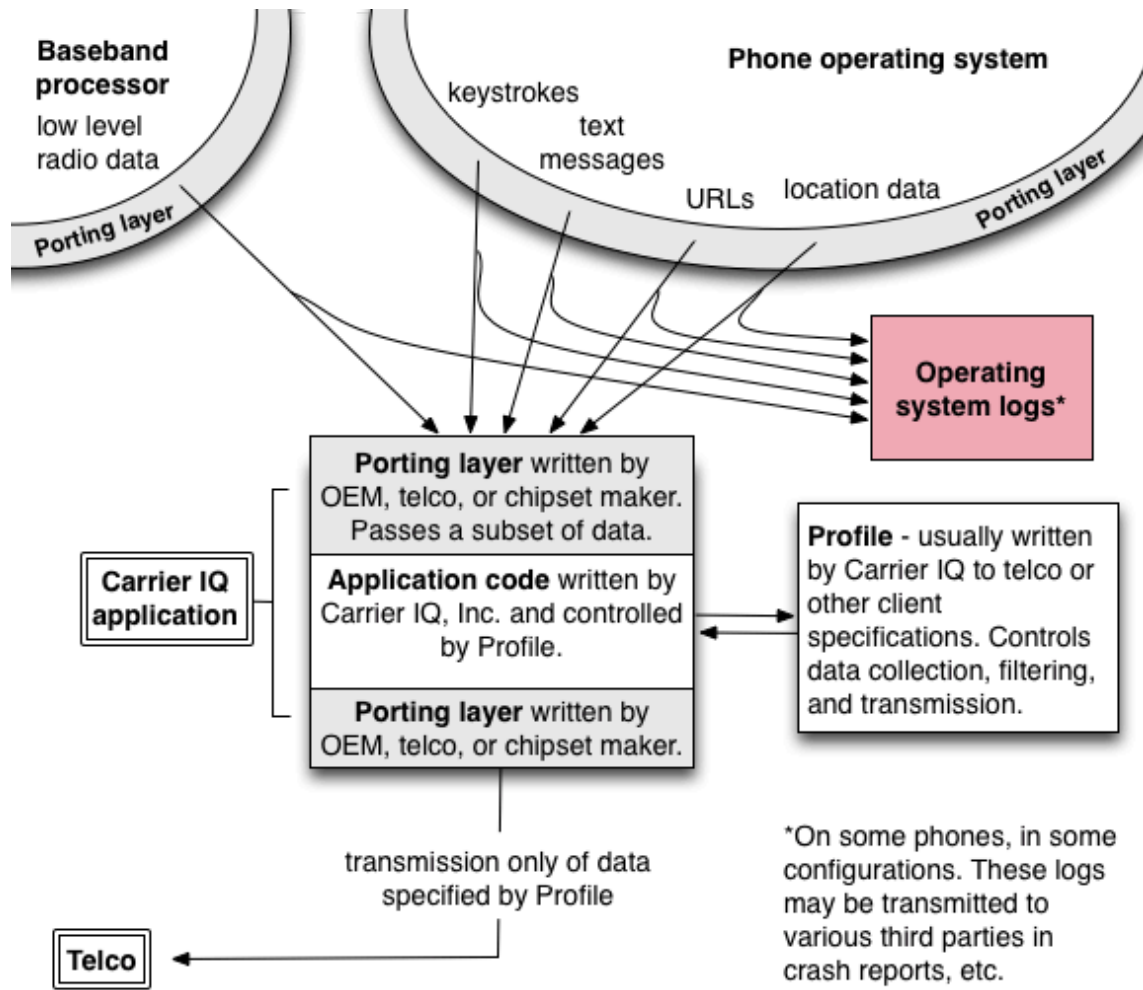 Baseband
processor
low level
radio data
Porting layer
Phone operating system
keystrokes
text
messages
URLs
location data
Porting layer
Operating
system logs*
Porting layer written by
OEM, telco, or chipset maker.
Passes a subset of data.
Carrier IQ
application
Application code written by
Carrier IQ, Inc. and controlled
by Profile.
Porting layer written by
OEM, telco, or chipset maker.
Profile - usually written
by Carrier IQ to telco or
other client
specifications. Controls
data collection, filtering,
and transmission.
transmission only of data
specified by Profile
Telco
*On some phones, in some
configurations. These logs
may be transmitted to
various third parties in
crash reports, etc.